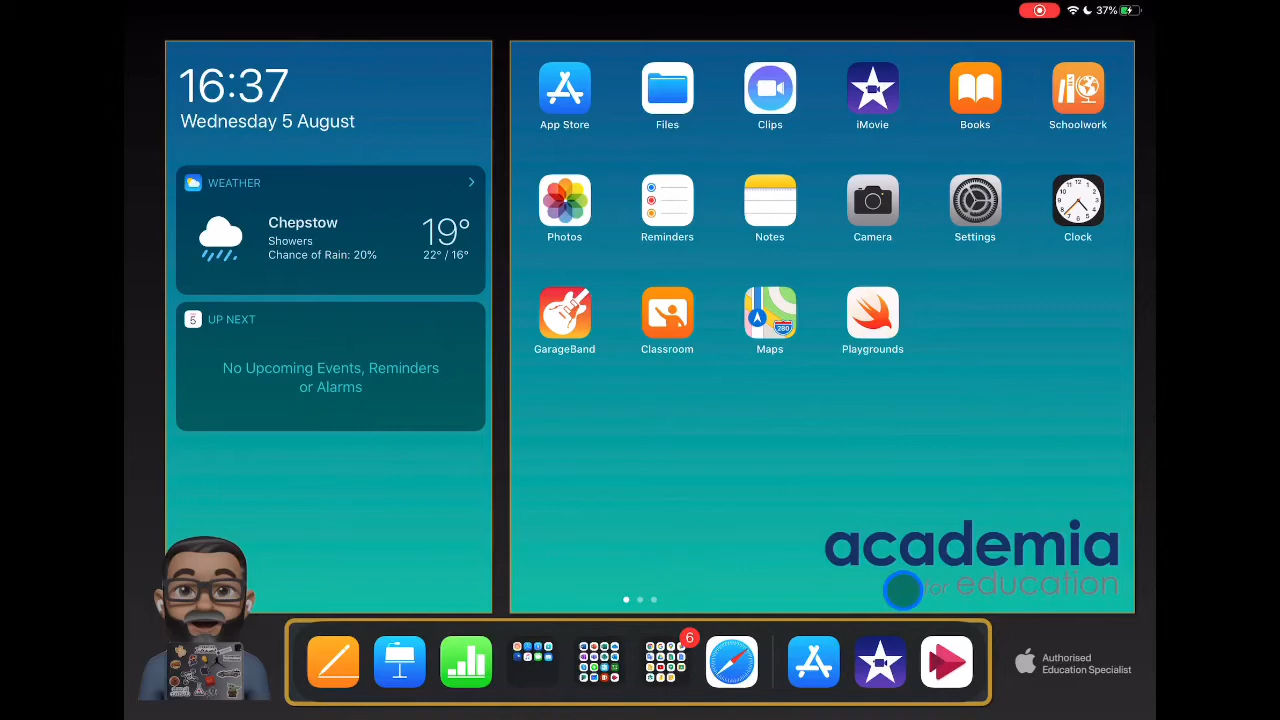 37%
16:37
Wednesday 5 August
WEATHER
Chepstow
Showers
Chance of Rain: 20%
19°
22° / 16°
5
UP NEXT
No Upcoming Events, Reminders
or Alarms
App Store
Files
Clips
iMovie
Books
Schoolwork
Photos
Reminders
Notes
Camera
Settings
Clock
280
GarageBand
Classroom
Maps
Playgrounds
academia
for education
6
Authorised
Education Specialist